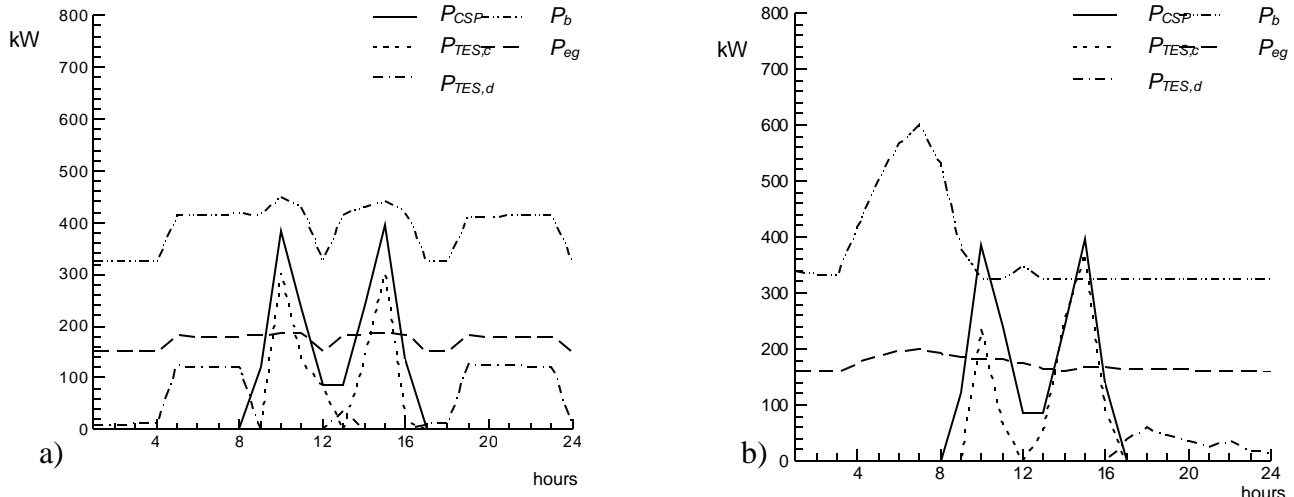 800
kW
700
600
500
400
300
200
100
0
4
8
12
16
20
24
hours
P_CSP
P_b
P_TES,c
P_eg
P_TES,d
a)
800
kW
700
600
500
400
300
200
100
0
4
8
12
16
20
24
hours
P_CSP
P_b
P_TES,c
P_eg
P_TES,d
b)